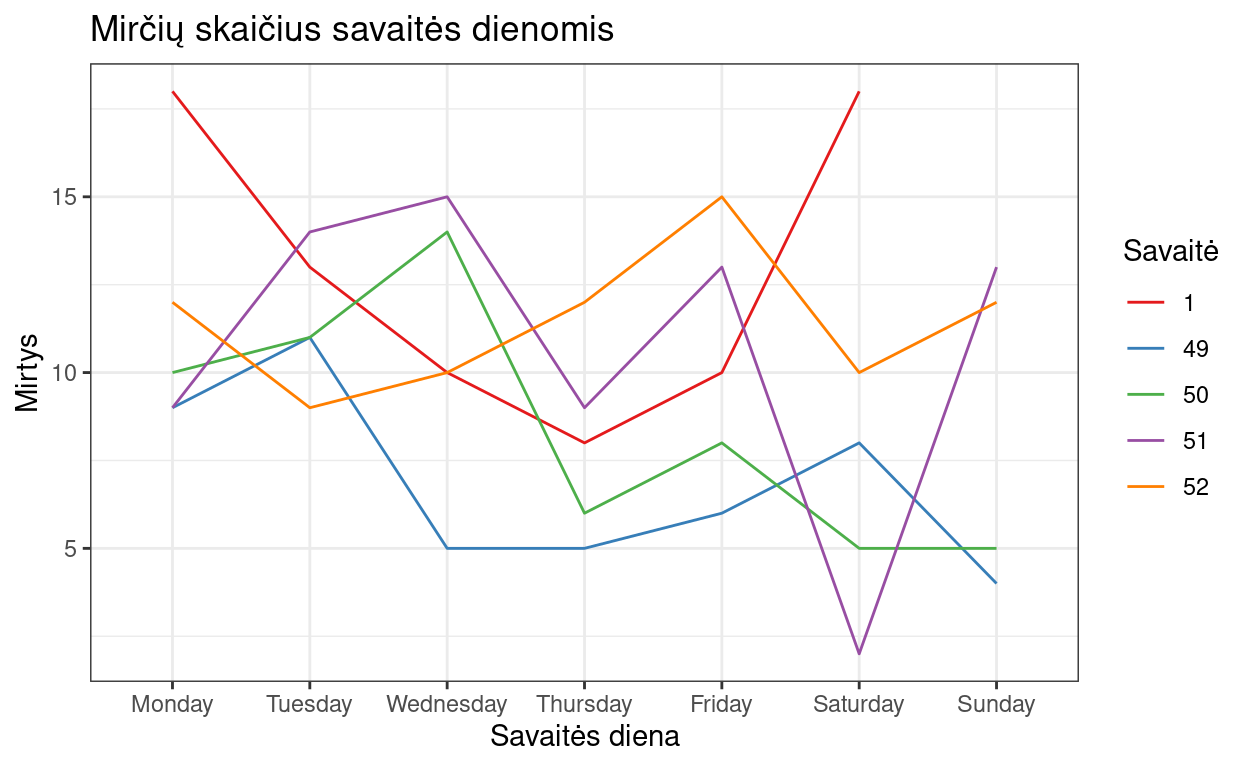 Mirčių skaičius savaitės dienomis
Mirtys
15
10
5
Monday Tuesday Wednesday Thursday Friday Saturday Sunday
Savaitės diena
Savaitė
1
49
50
51
52